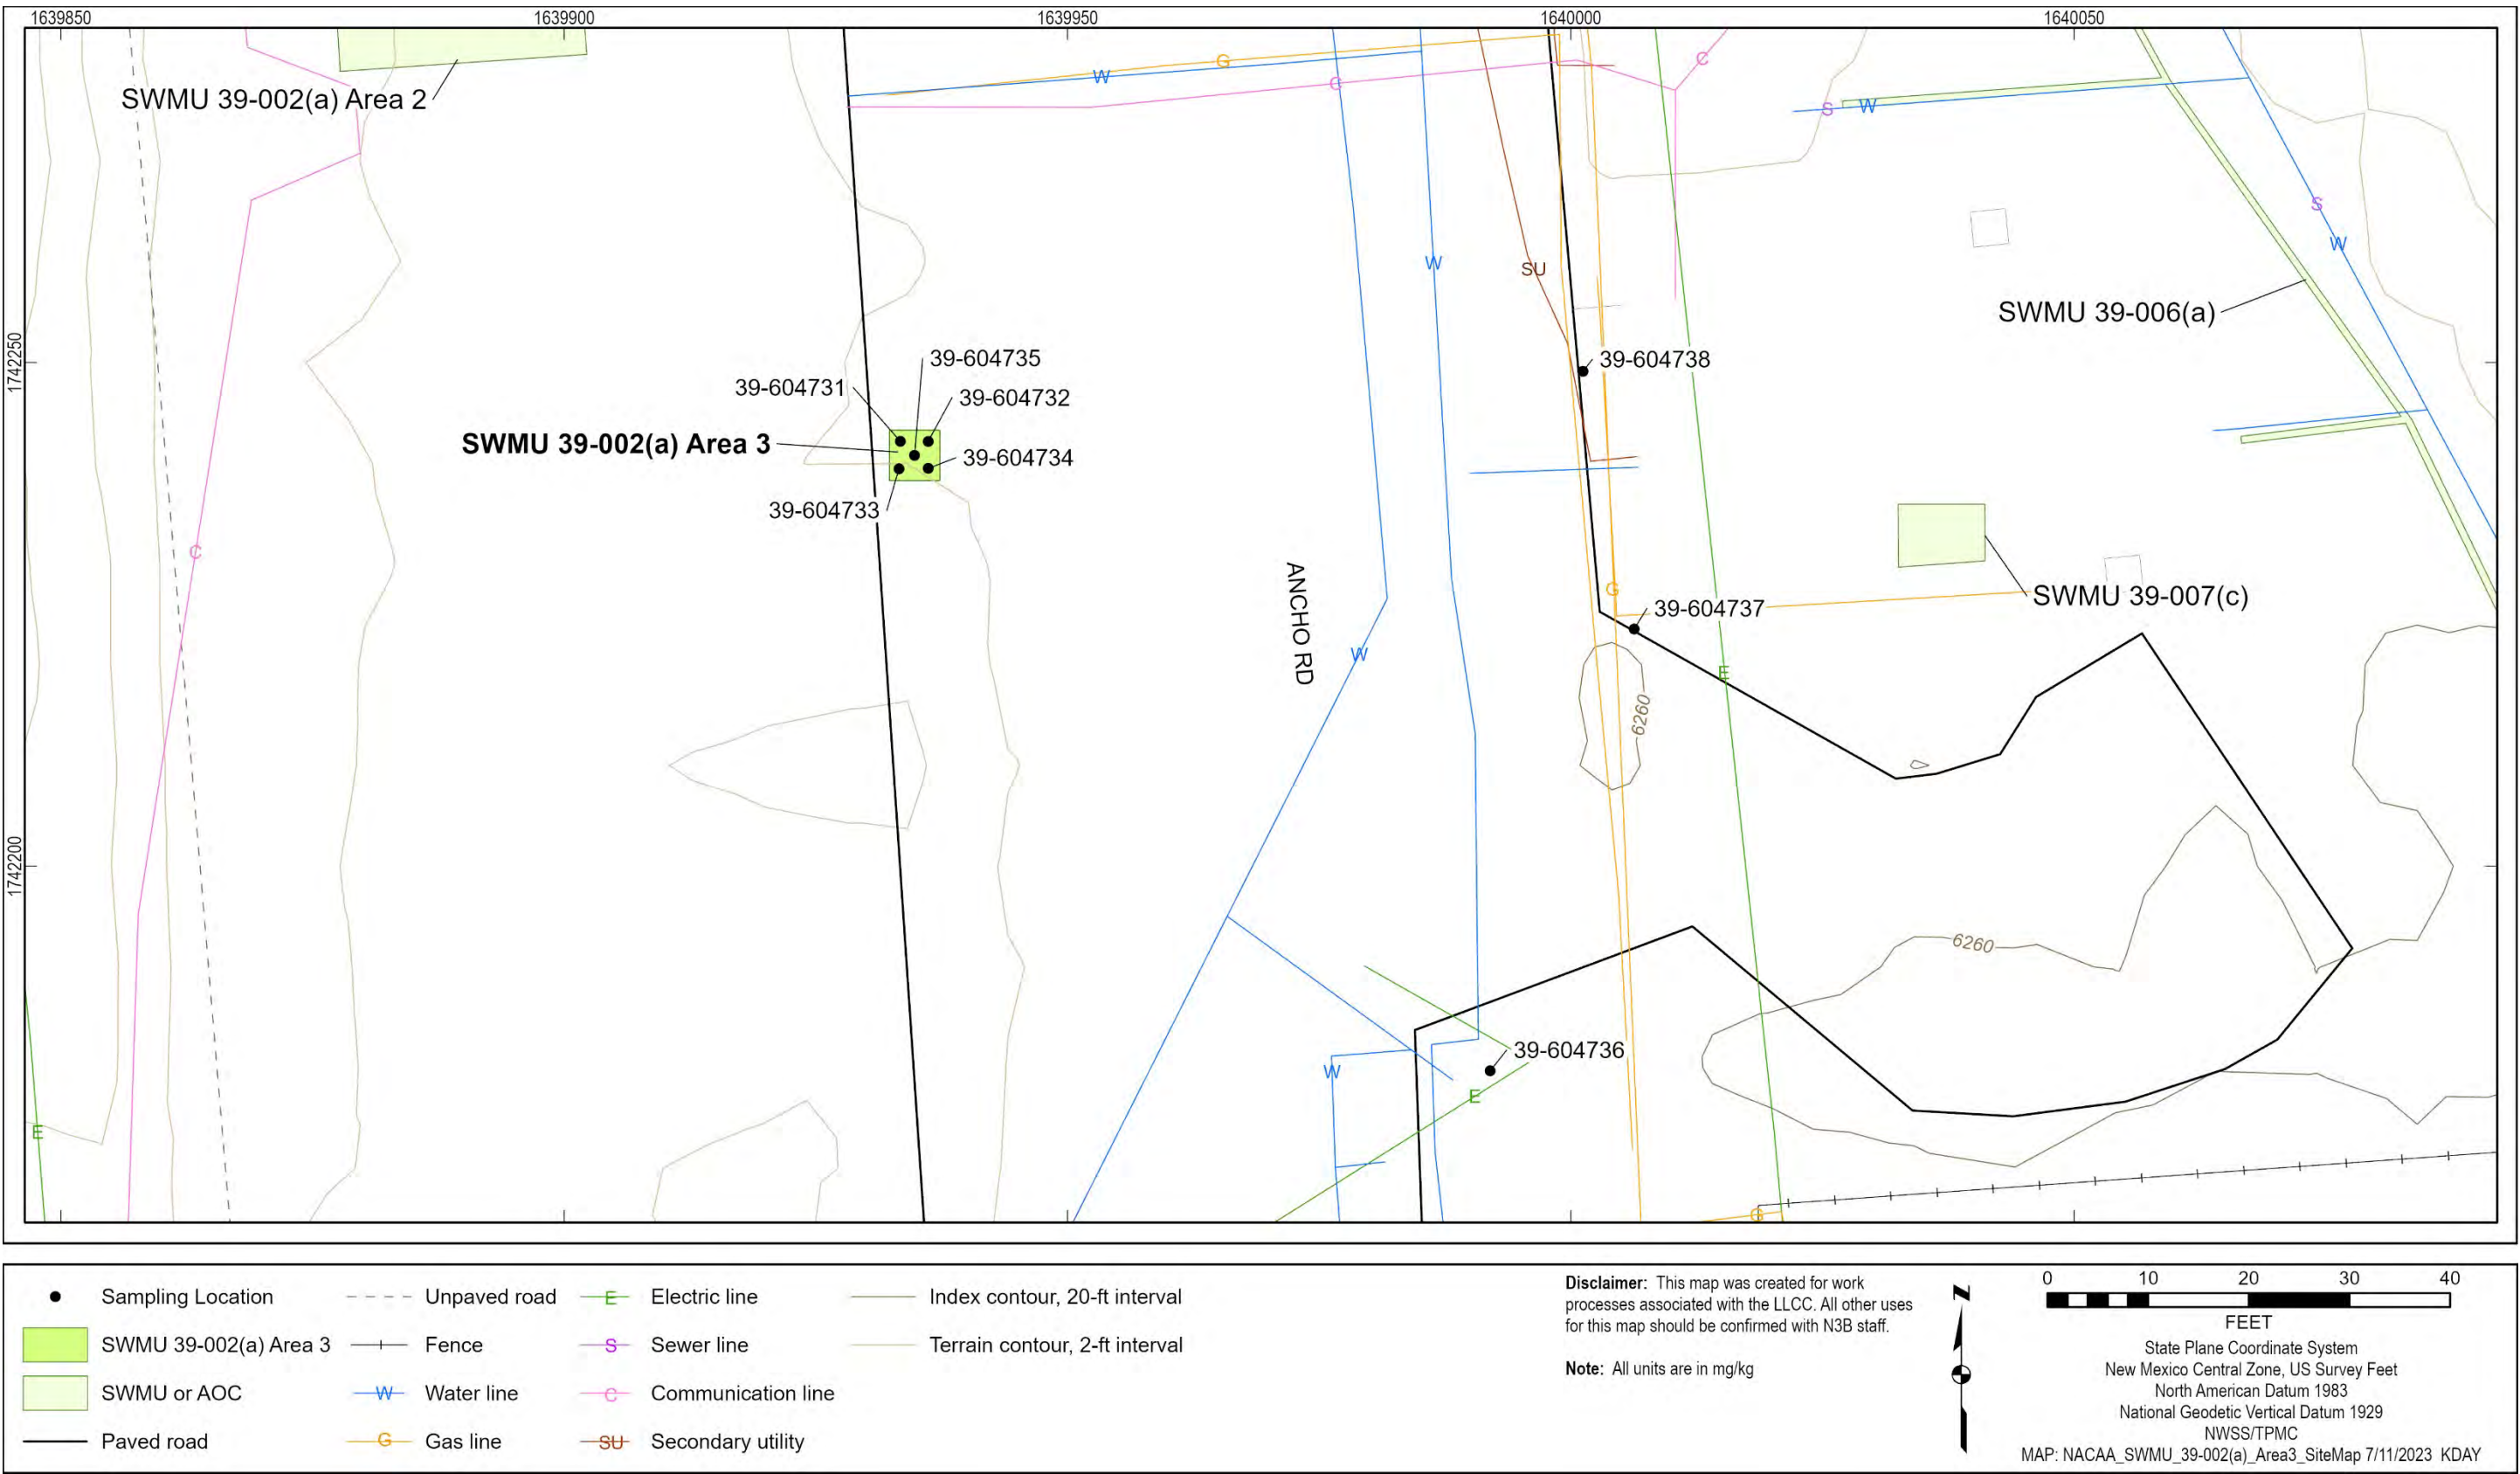 1639850 1639900 1639950 1640000 1640050
G
C
W
SWMU 39-002(a) Area 2
C
S W
S
W
W
SU
SWMU 39-006(a)
1742250
39-604735
39-604738
39-604731
39-604732
SWMU 39-002(a) Area 3
39-604734
39-604733
C
ANCHO RD
G
SWMU 39-007(c)
39-604737
W
E
6260
1742200
6260
39-604736
W
E
E
G
Sampling Location
SWMU 39-002(a) Area 3
SWMU or AOC
Paved road
Unpaved road
Fence
W Water line
G Gas line
E Electric line
S Sewer line
C Communication line
SU Secondary utility
Index contour, 20-ft interval
Terrain contour, 2-ft interval
Disclaimer: This map was created for work
processes associated with the LLCC. All other uses
for this map should be confirmed with N3B staff.
Note: All units are in mg/kg
N
0 10 20 30 40
FEET
State Plane Coordinate System
New Mexico Central Zone, US Survey Feet
North American Datum 1983
National Geodetic Vertical Datum 1929
NWSS/TPMC
MAP: NACAA_SWMU_39-002(a)_Area3_SiteMap 7/11/2023 KDAY